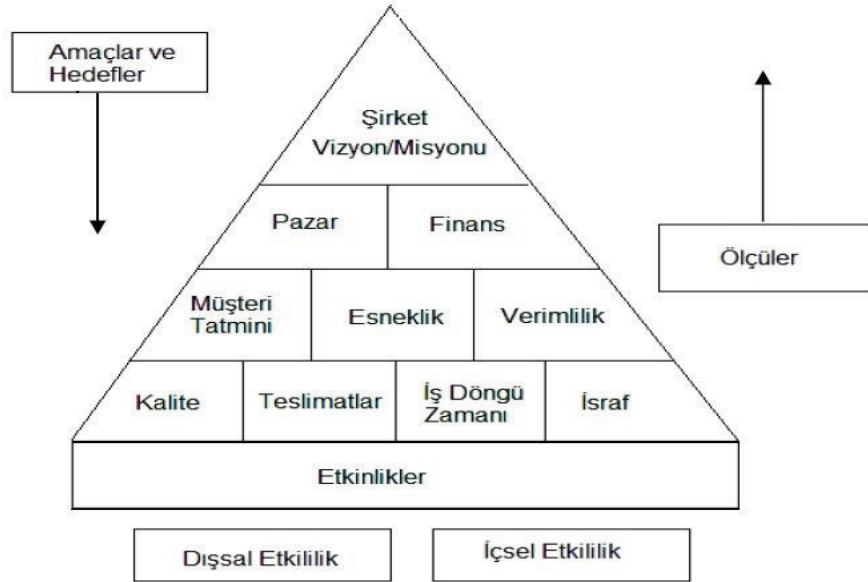 Amaçlar ve
Hedefler
Şirket
Vizyon/Misyonu
Pazar
Finans
Ölçüler
Müşteri
Tatmini
Esneklik
Verimlilik
Kalite
Teslimatlar
İş Döngü
Zamanı
İsraf
Etkinlikler
Dışsal Etkililik
İçsel Etkililik